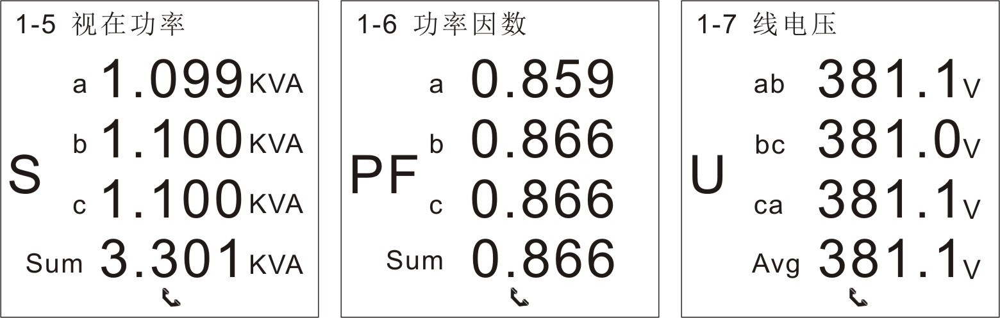 1-5 视在功率
a 1.099 KVA
b 1.100 KVA
S
c 1.100 KVA
Sum 3.301 KVA
1-6 功率因数
a 0.859
b 0.866
PF
c 0.866
Sum 0.866
1-7 线电压
ab 381.1 V
bc 381.0 V
U
ca 381.1 V
Avg 381.1 V